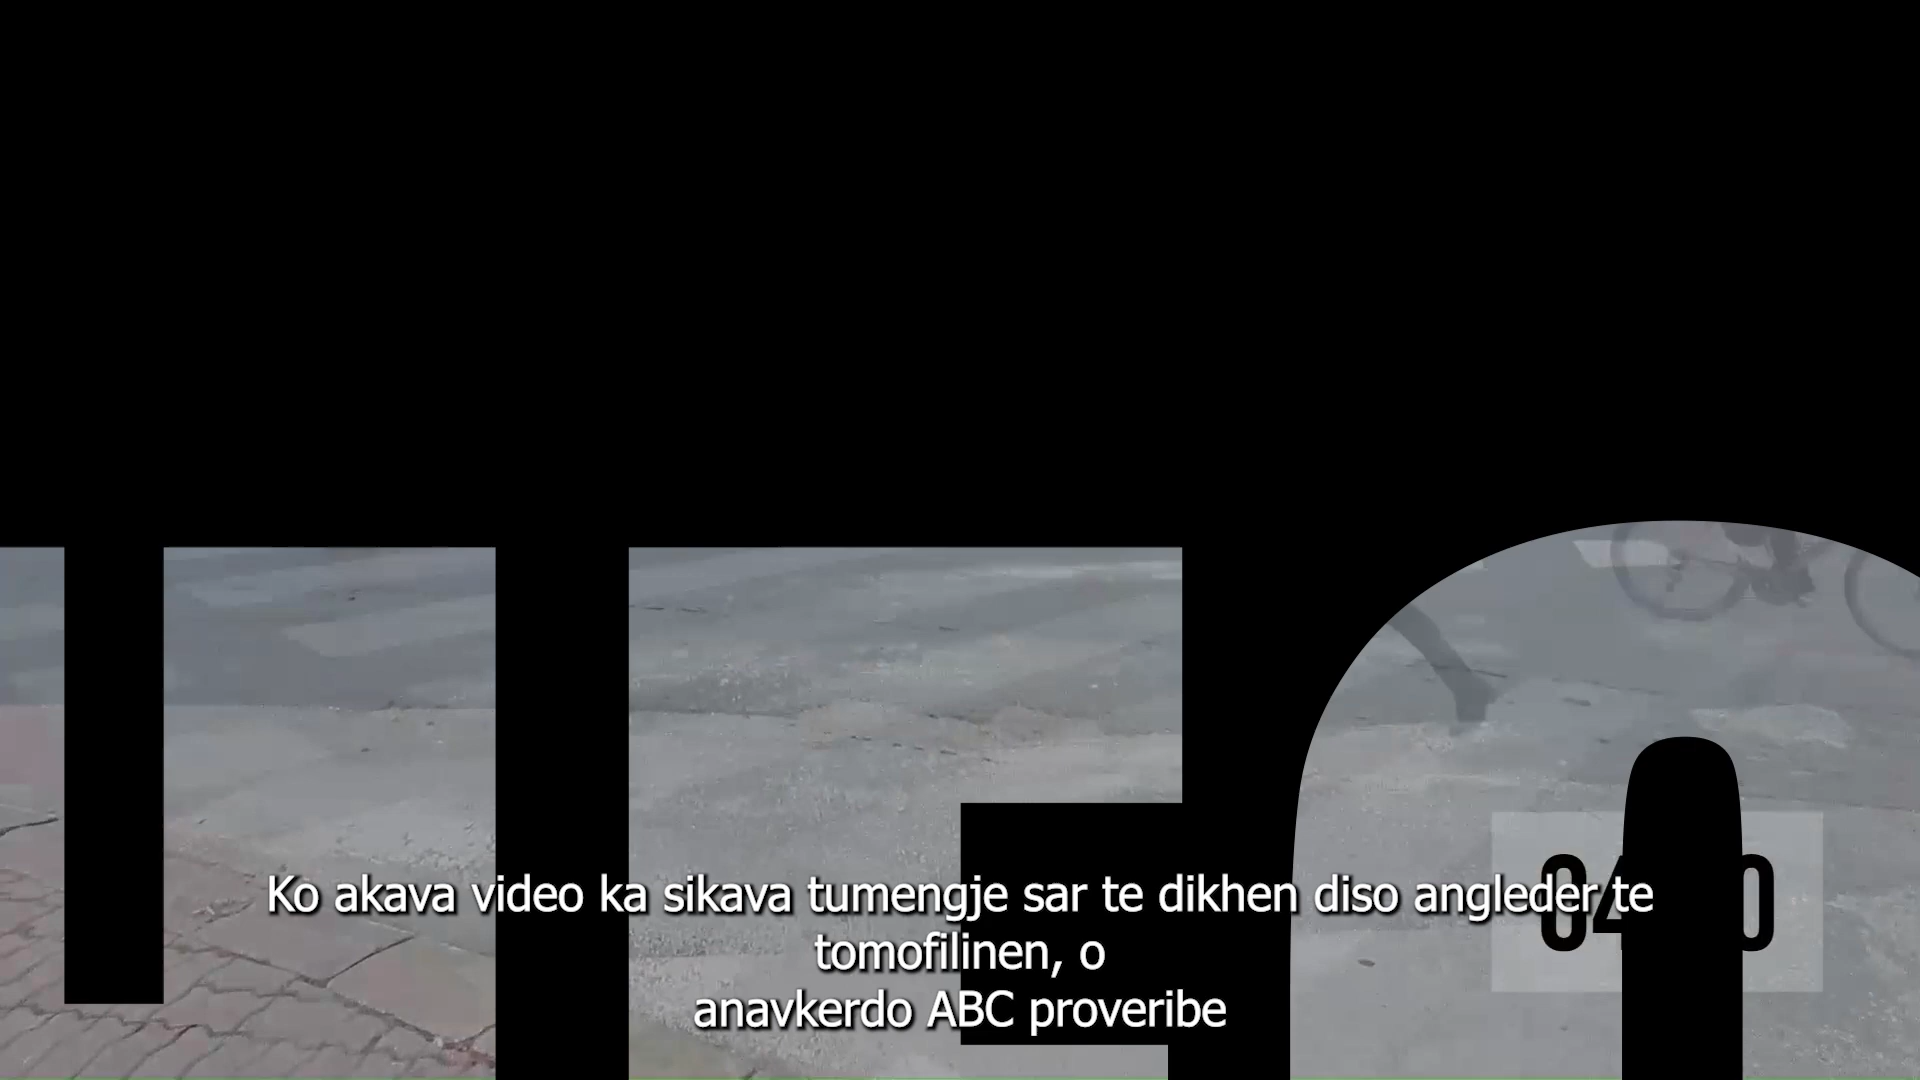 Ko akava video ka sikava tumengje sar te dikhen diso angleder te
tomofilinen, o
anavkerdo ABC proveribe